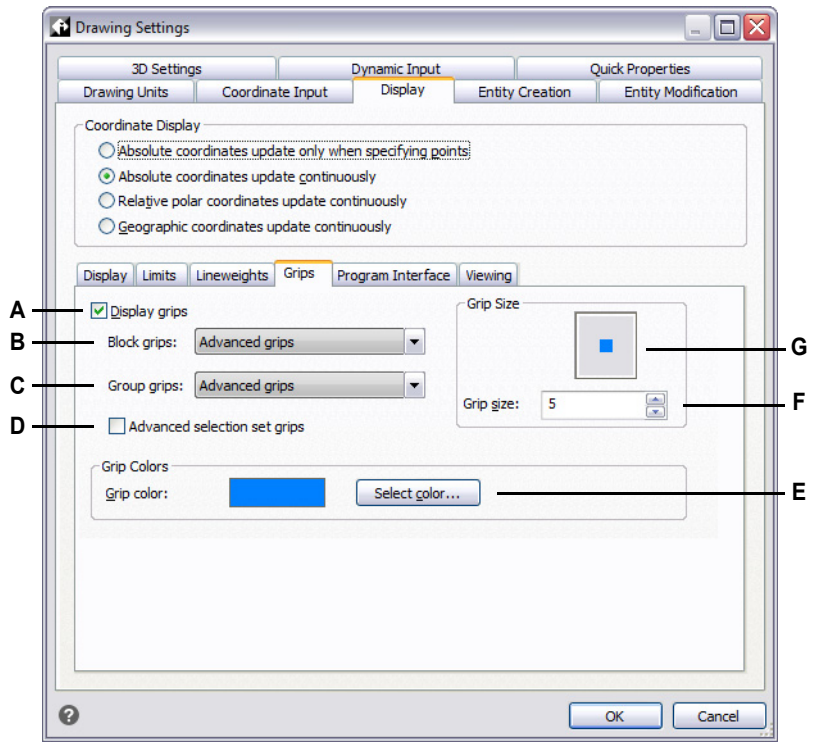 Drawing Settings
3D Settings Dynamic Input Quick Properties
Drawing Units Coordinate Input Display Entity Creation Entity Modification
Coordinate Display
Absolute coordinates update only when specifying points
Absolute coordinates update continuously
Relative polar coordinates update continuously
Geographic coordinates update continuously
Display Limits Lineweights Grips Program Interface Viewing
A Display grips Grip Size
B Block grips: Advanced grips G
C Group grips: Advanced grips
Grip size: 5 F
D Advanced selection set grips
Grip Colors
Grip color: Select color... E
? OK Cancel